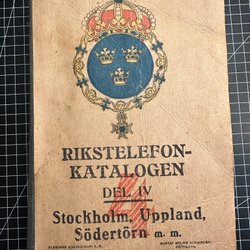 RIKSTELEFON-
KATALOGEN
DEL IV
Stockholm, Uppland,
Södertörn m. m.